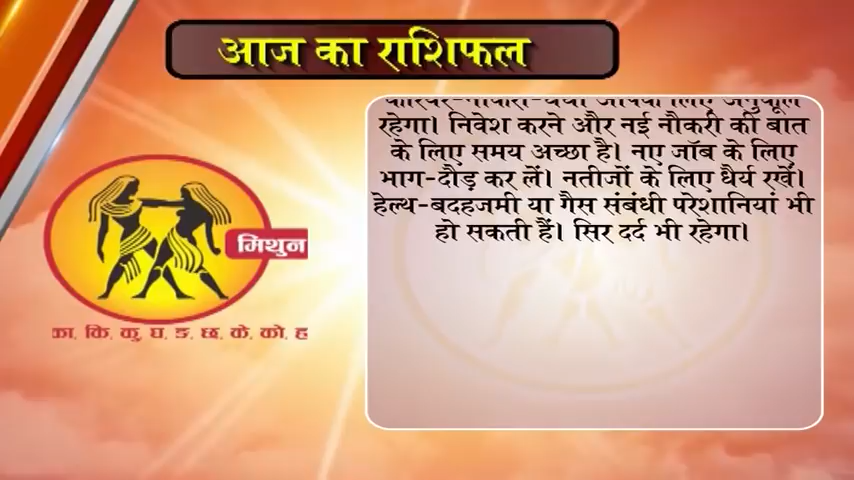 आज का राशिफल
रहेगा। निवेश करने और नई नौकरी की बात
के लिए समय अच्छा है। नए जॉब के लिए
भाग-दौड़ कर लें। नतीजों के लिए धैर्य रखें।
हेल्थ-बदहजमी या गैस संबंधी परेशानियां भी
हो सकती हैं। सिर दर्द भी रहेगा।
मिथुन
का, कि, कु, घ, ङ, छ, के, को, ह